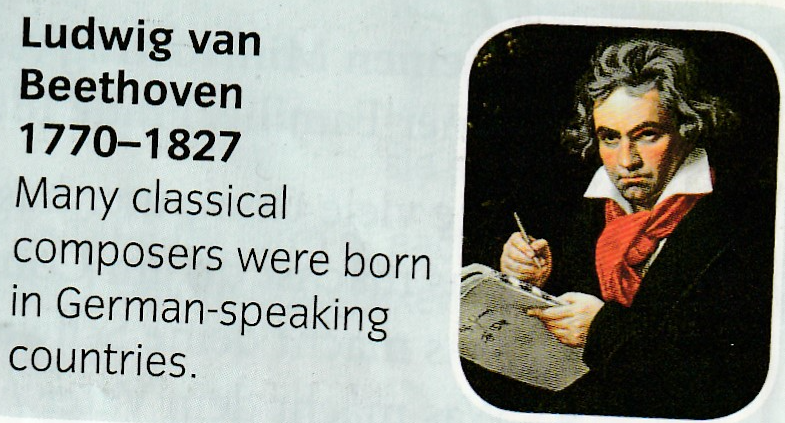 Ludwig van
Beethoven
1770–1827
Many classical
composers were born
in German-speaking
countries.